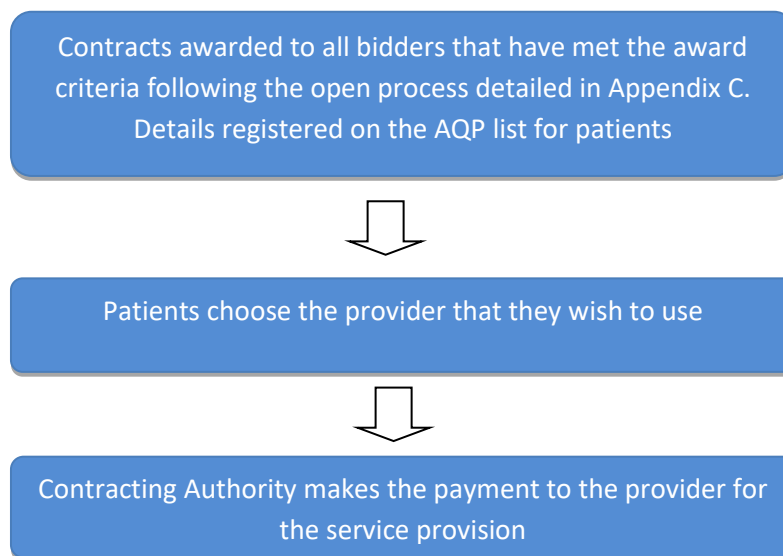 Contracts awarded to all bidders that have met the award
criteria following the open process detailed in Appendix C.
Details registered on the AQP list for patients
Patients choose the provider that they wish to use
Contracting Authority makes the payment to the provider for
the service provision